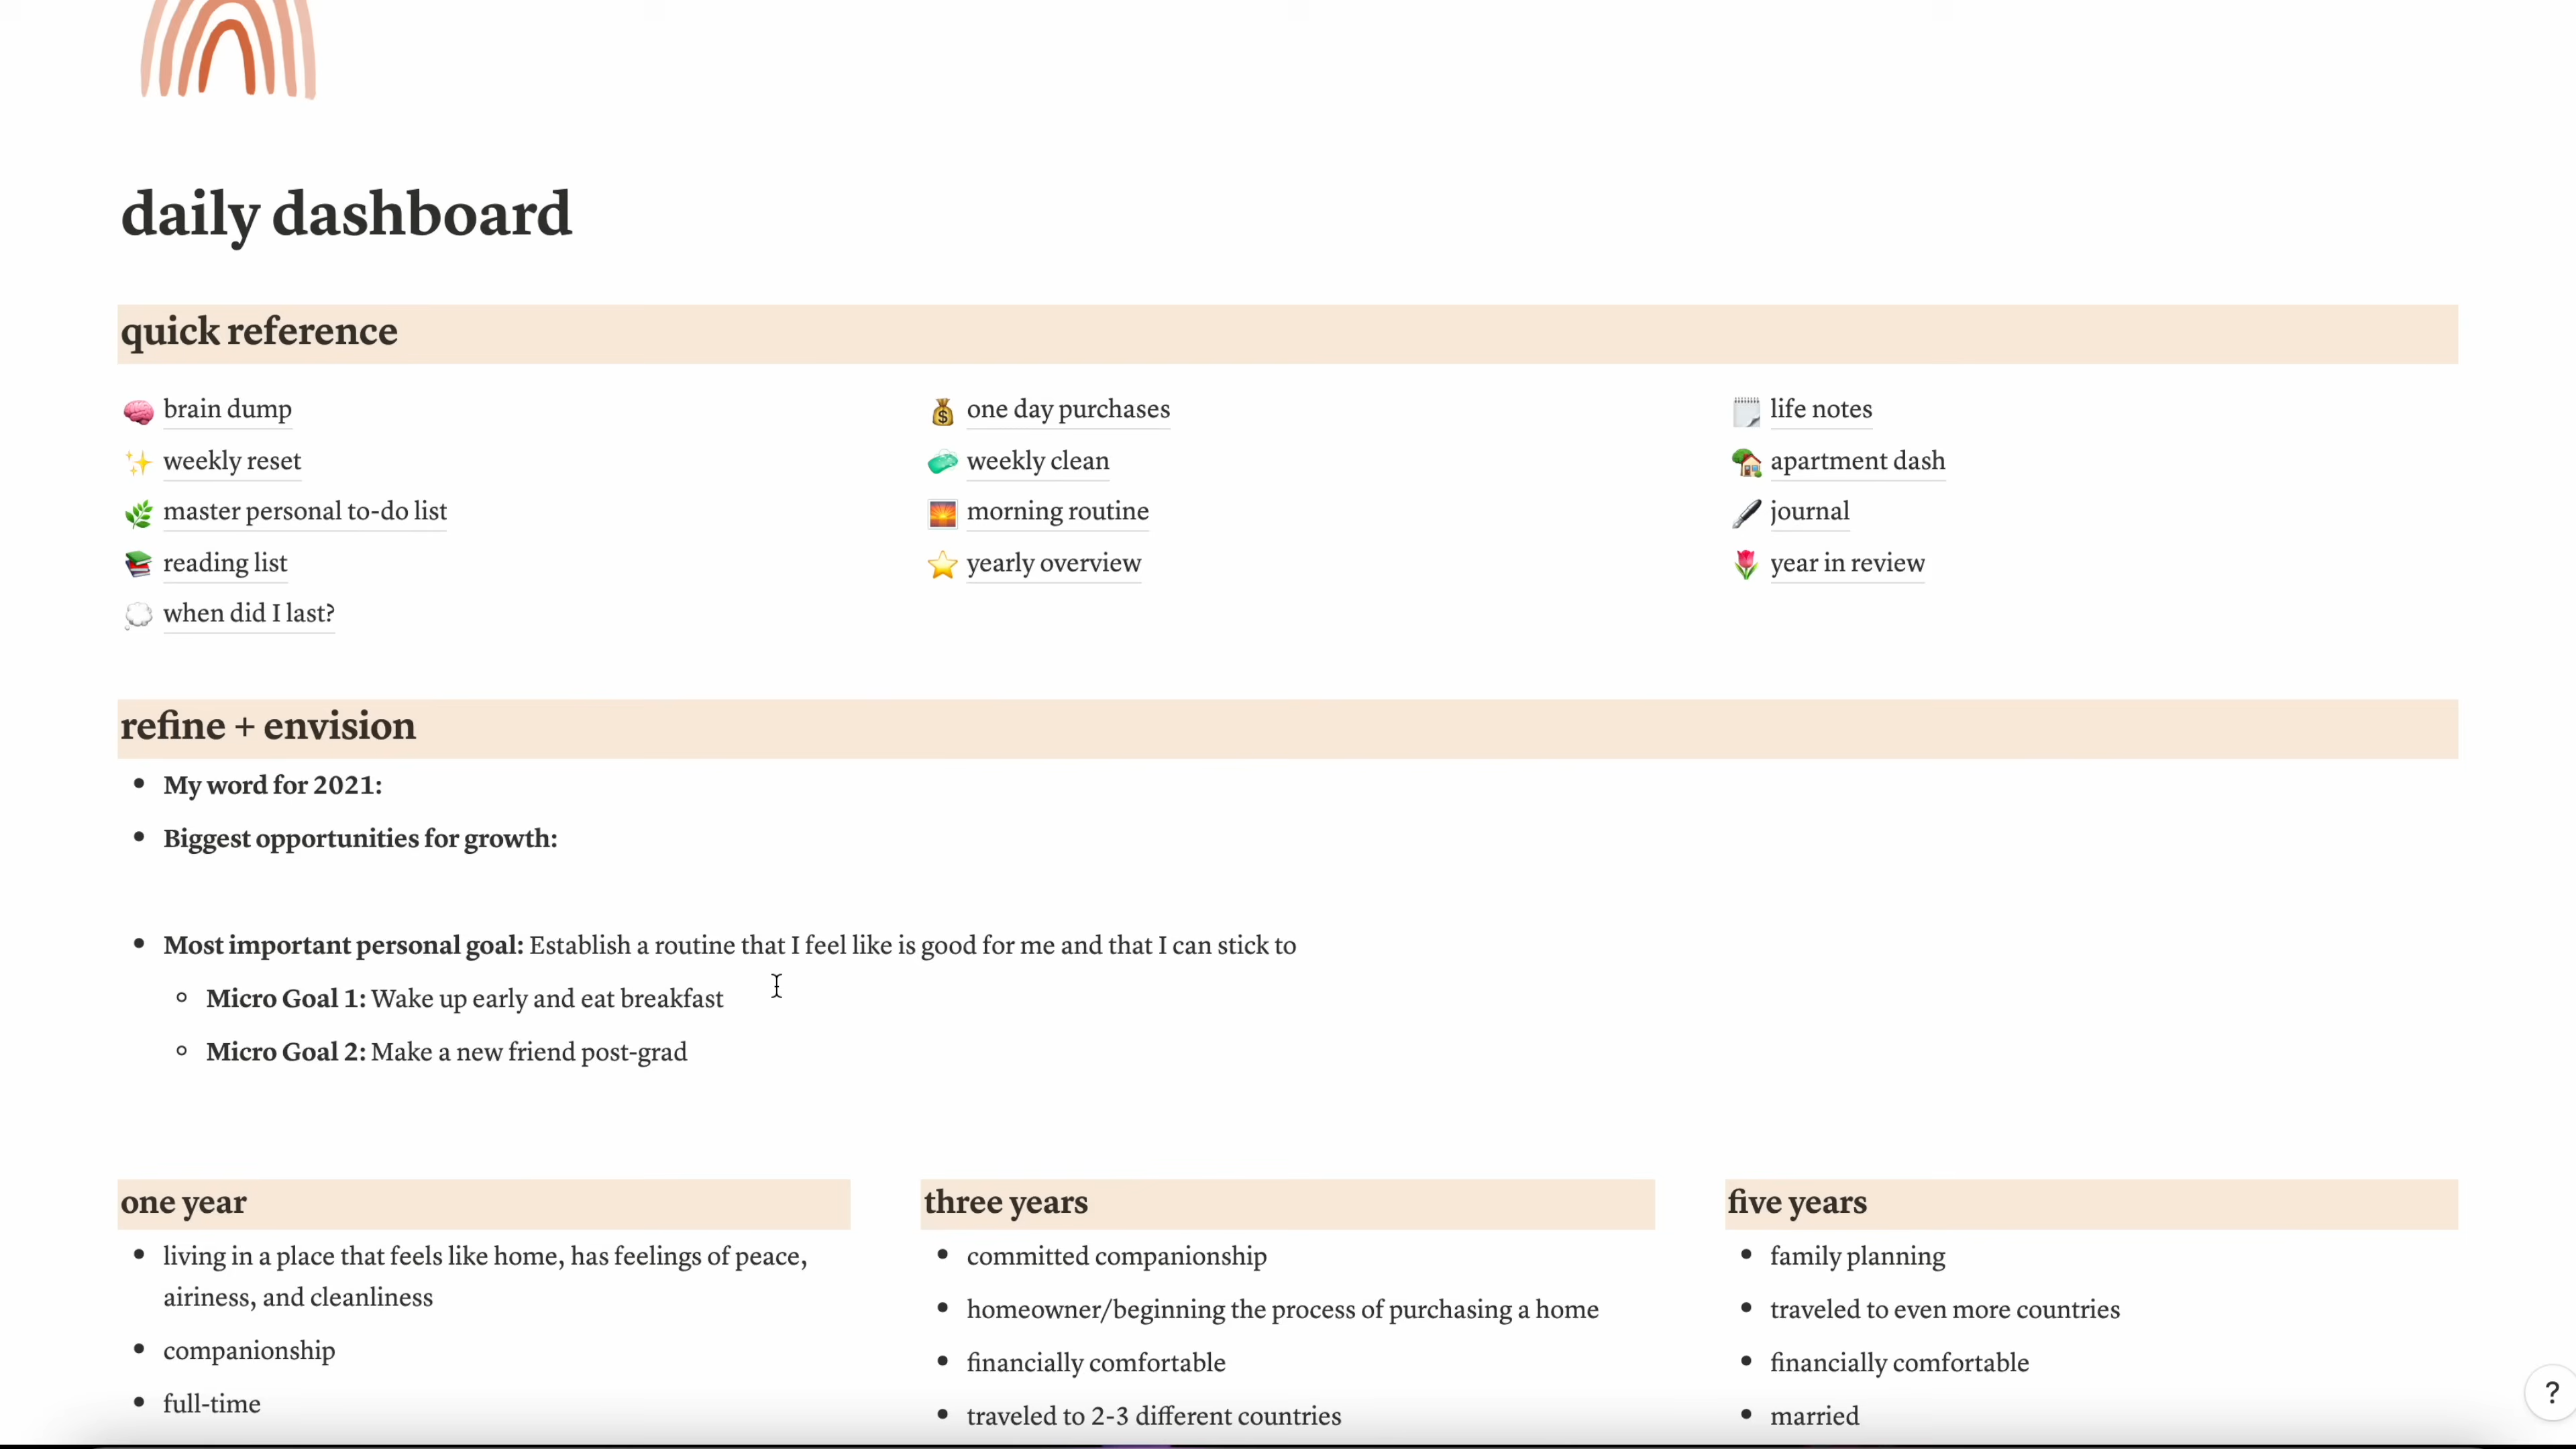 daily dashboard
quick reference
brain dump
weekly reset
master personal to-do list
reading list
when did I last?
one day purchases
weekly clean
morning routine
yearly overview
life notes
apartment dash
journal
year in review
refine + envision
My word for 2021:
Biggest opportunities for growth:
Most important personal goal: Establish a routine that I feel like is good for me and that I can stick to
Micro Goal 1: Wake up early and eat breakfast
Micro Goal 2: Make a new friend post-grad
one year
living in a place that feels like home, has feelings of peace,
airiness, and cleanliness
companionship
full-time
three years
committed companionship
homeowner/beginning the process of purchasing a home
financially comfortable
traveled to 2-3 different countries
five years
family planning
traveled to even more countries
financially comfortable
married
?